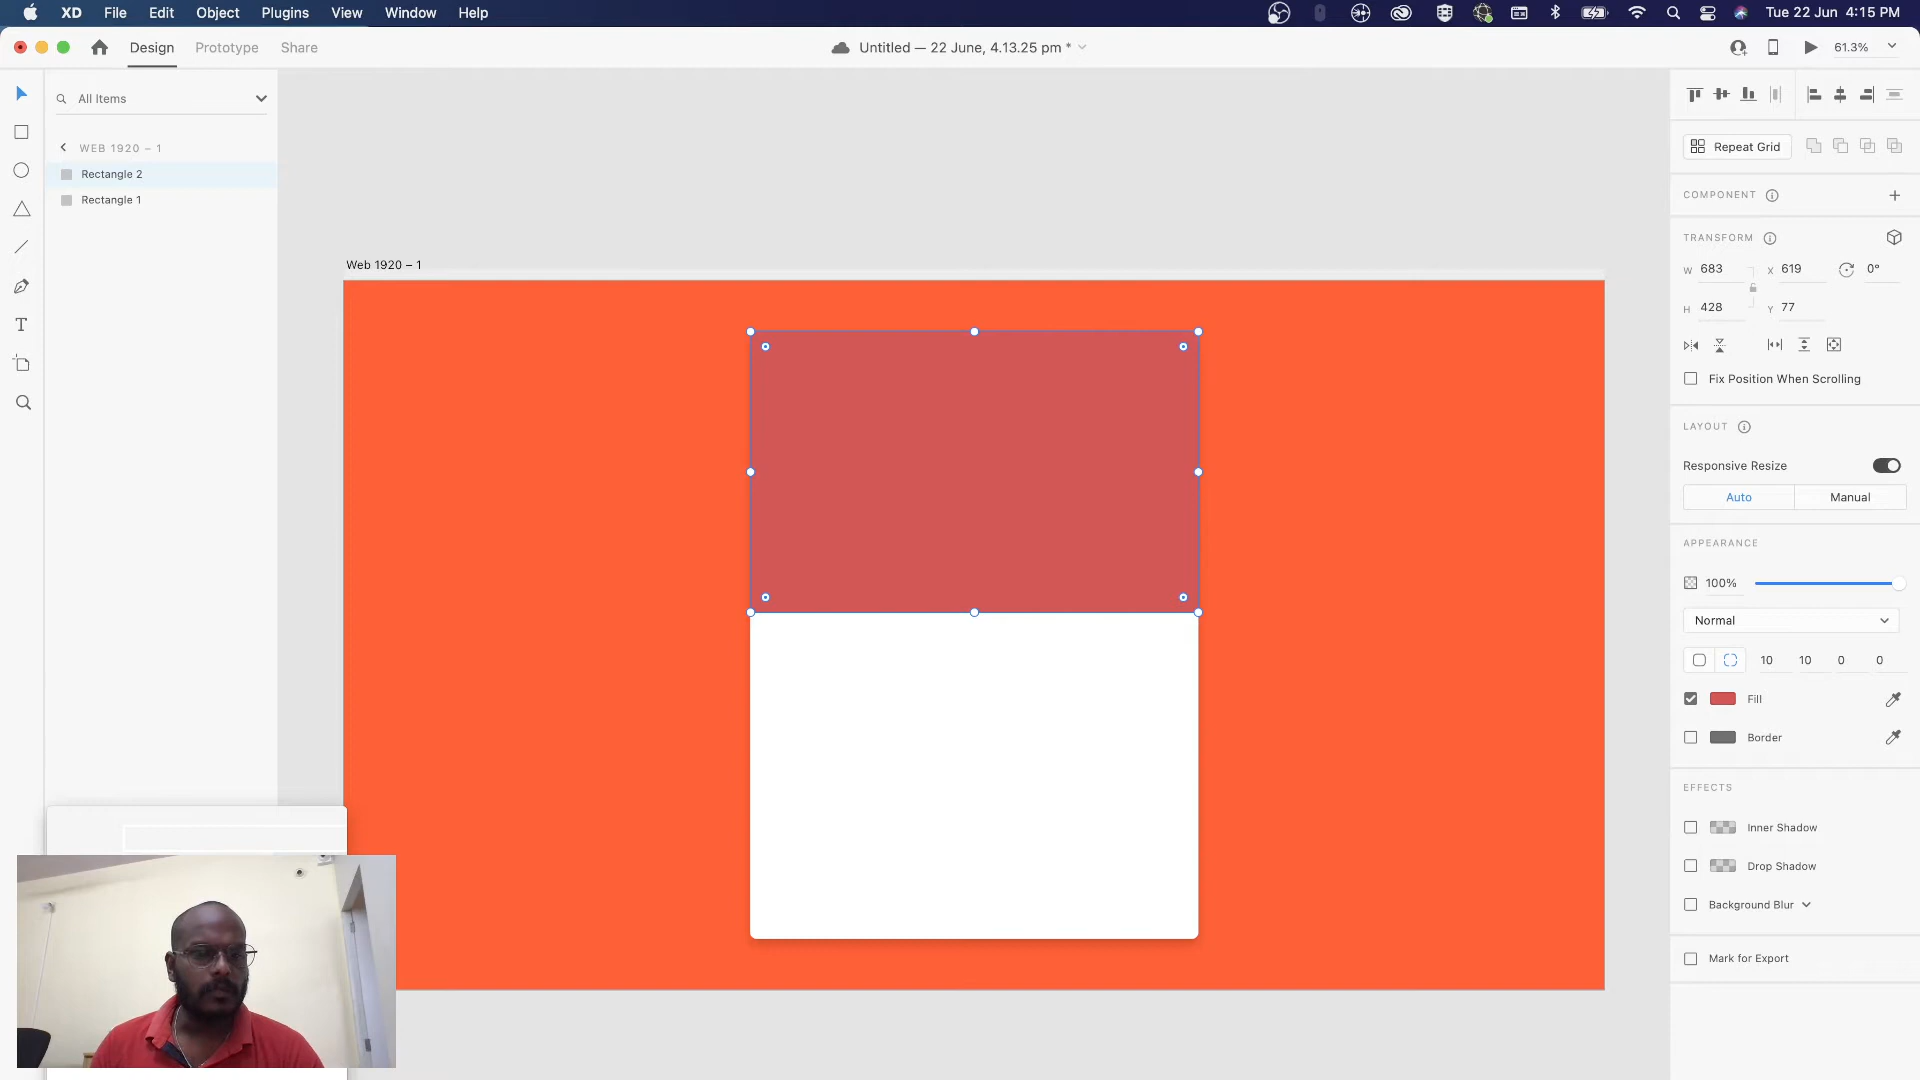 XD File Edit Object Plugins View Window Help Tue 22 Jun 4:15 PM
Design Prototype Share Untitled — 22 June, 4.13.25 pm * 61.3%
All Items
WEB 1920 – 1
Rectangle 2
Rectangle 1
Web 1920 – 1
Repeat Grid
COMPONENT
TRANSFORM
W 683 X 619 0°
H 428 Y 77
Fix Position When Scrolling
LAYOUT
Responsive Resize
Auto Manual
APPEARANCE
100%
Normal
10 10 0 0
Fill
Border
EFFECTS
Inner Shadow
Drop Shadow
Background Blur
Mark for Export